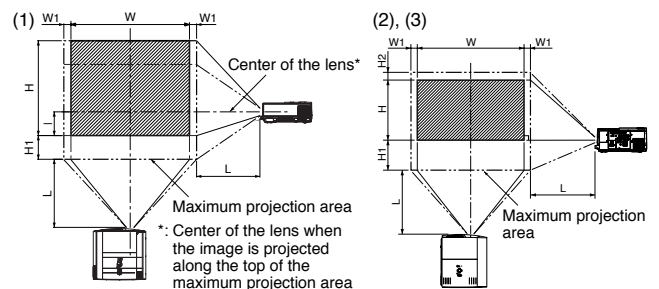 (1)
W1 W W1
H
I
H1
L
L
Center of the lens*
Maximum projection area
*: Center of the lens when
the image is projected
along the top of the
maximum projection area
(2), (3)
W1 W W1
H2
H
H1
L
L
Maximum projection
area